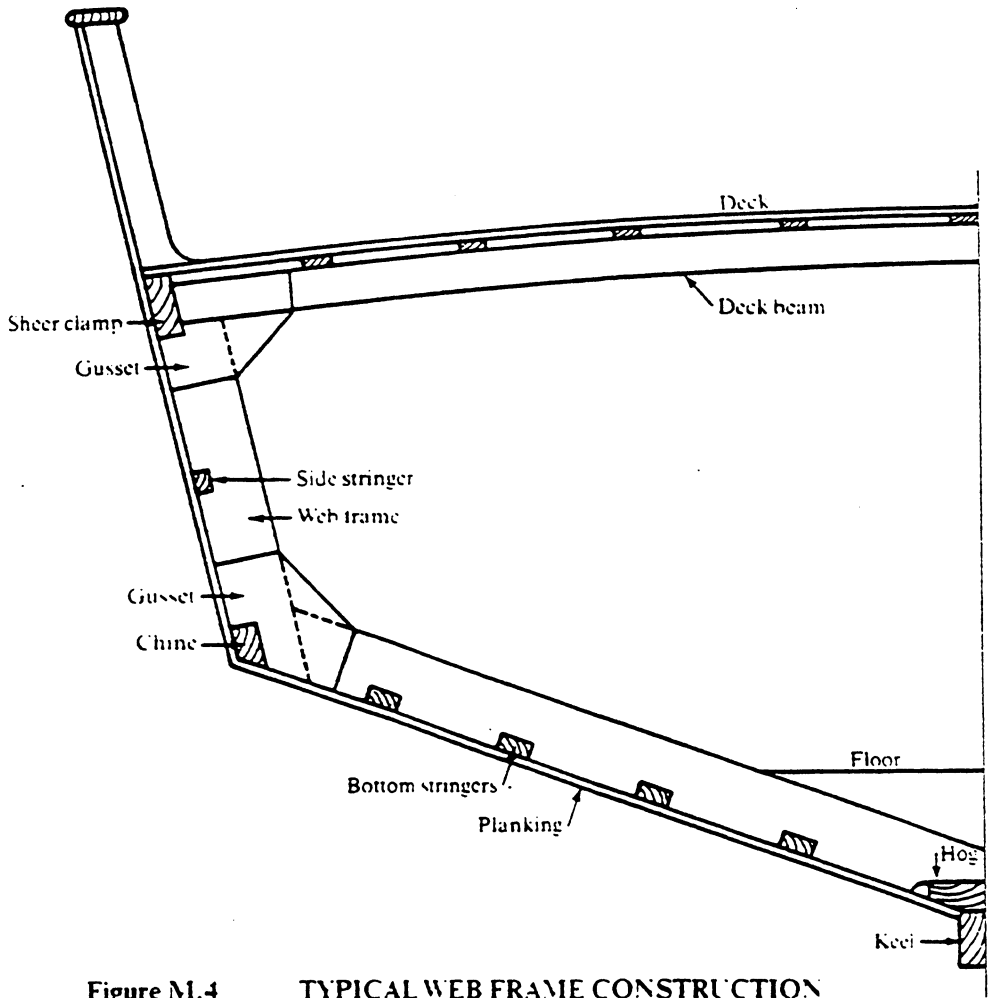 Deck
Deck beam
Sheer clamp
Gusset
Side stringer
Web frame
Gusset
Chine
Floor
Bottom stringers
Planking
Hog
Keel
Figure M.4 TYPICAL WEB FRAME CONSTRUCTION